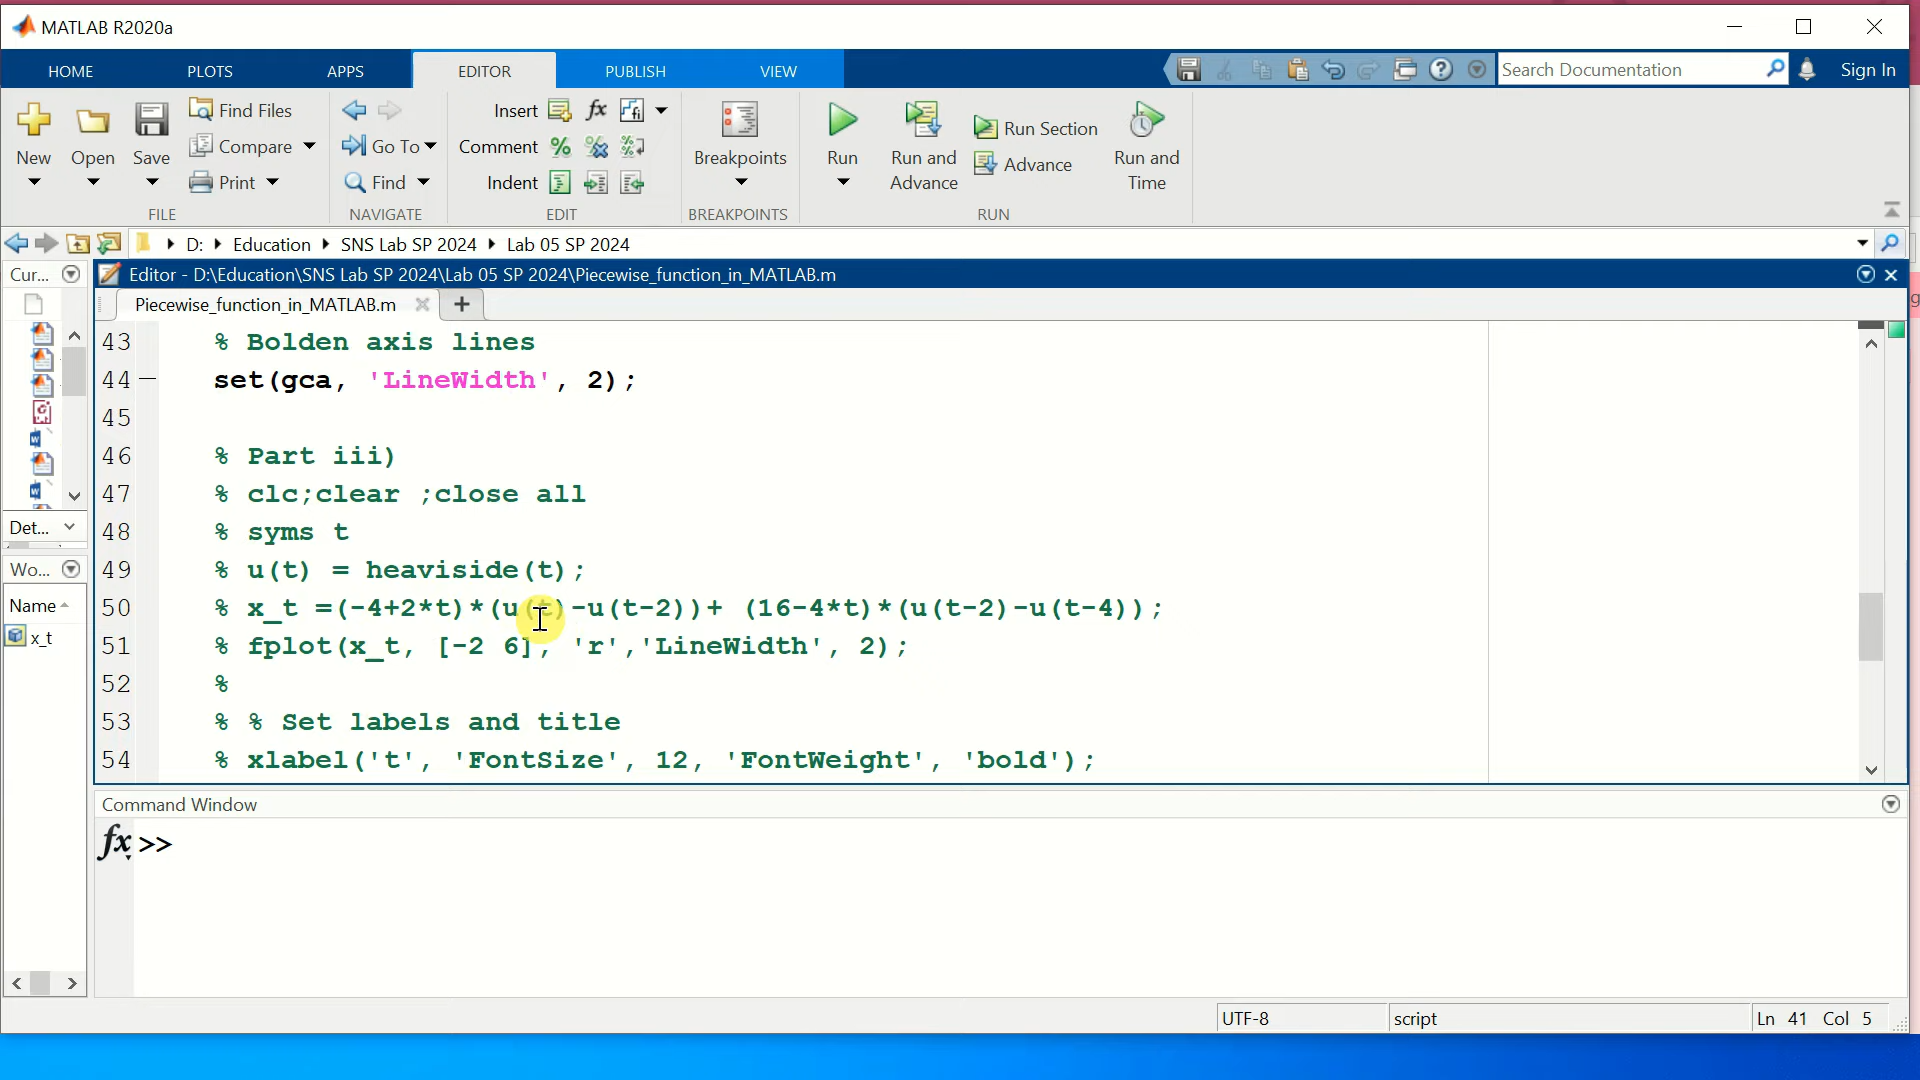 MATLAB R2020a
HOME PLOTS APPS EDITOR PUBLISH VIEW Search Documentation Sign In
New Open Save Find Files Compare Print
Go To Find
Insert fx
Comment
Indent
Breakpoints
Run
Run and Advance
Run Section
Advance
Run and Time
FILE NAVIGATE EDIT BREAKPOINTS RUN
D: Education SNS Lab SP 2024 Lab 05 SP 2024
Cur...
Editor - D:\Education\SNS Lab SP 2024\Lab 05 SP 2024\Piecewise_function_in_MATLAB.m
Piecewise_function_in_MATLAB.m
43 % Bolden axis lines
44 set(gca, 'LineWidth', 2);
45
46 % Part iii)
47 % clc;clear ;close all
48 % syms t
49 % u(t) = heaviside(t);
50 % x_t =(-4+2*t)*(u(t)-u(t-2))+ (16-4*t)*(u(t-2)-u(t-4));
51 % fplot(x_t, [-2 6], 'r','LineWidth', 2);
52 %
53 % % Set labels and title
54 % xlabel('t', 'FontSize', 12, 'FontWeight', 'bold');
Det...
Wo...
Name
x_t
Command Window
fx >>
UTF-8 script Ln 41 Col 5